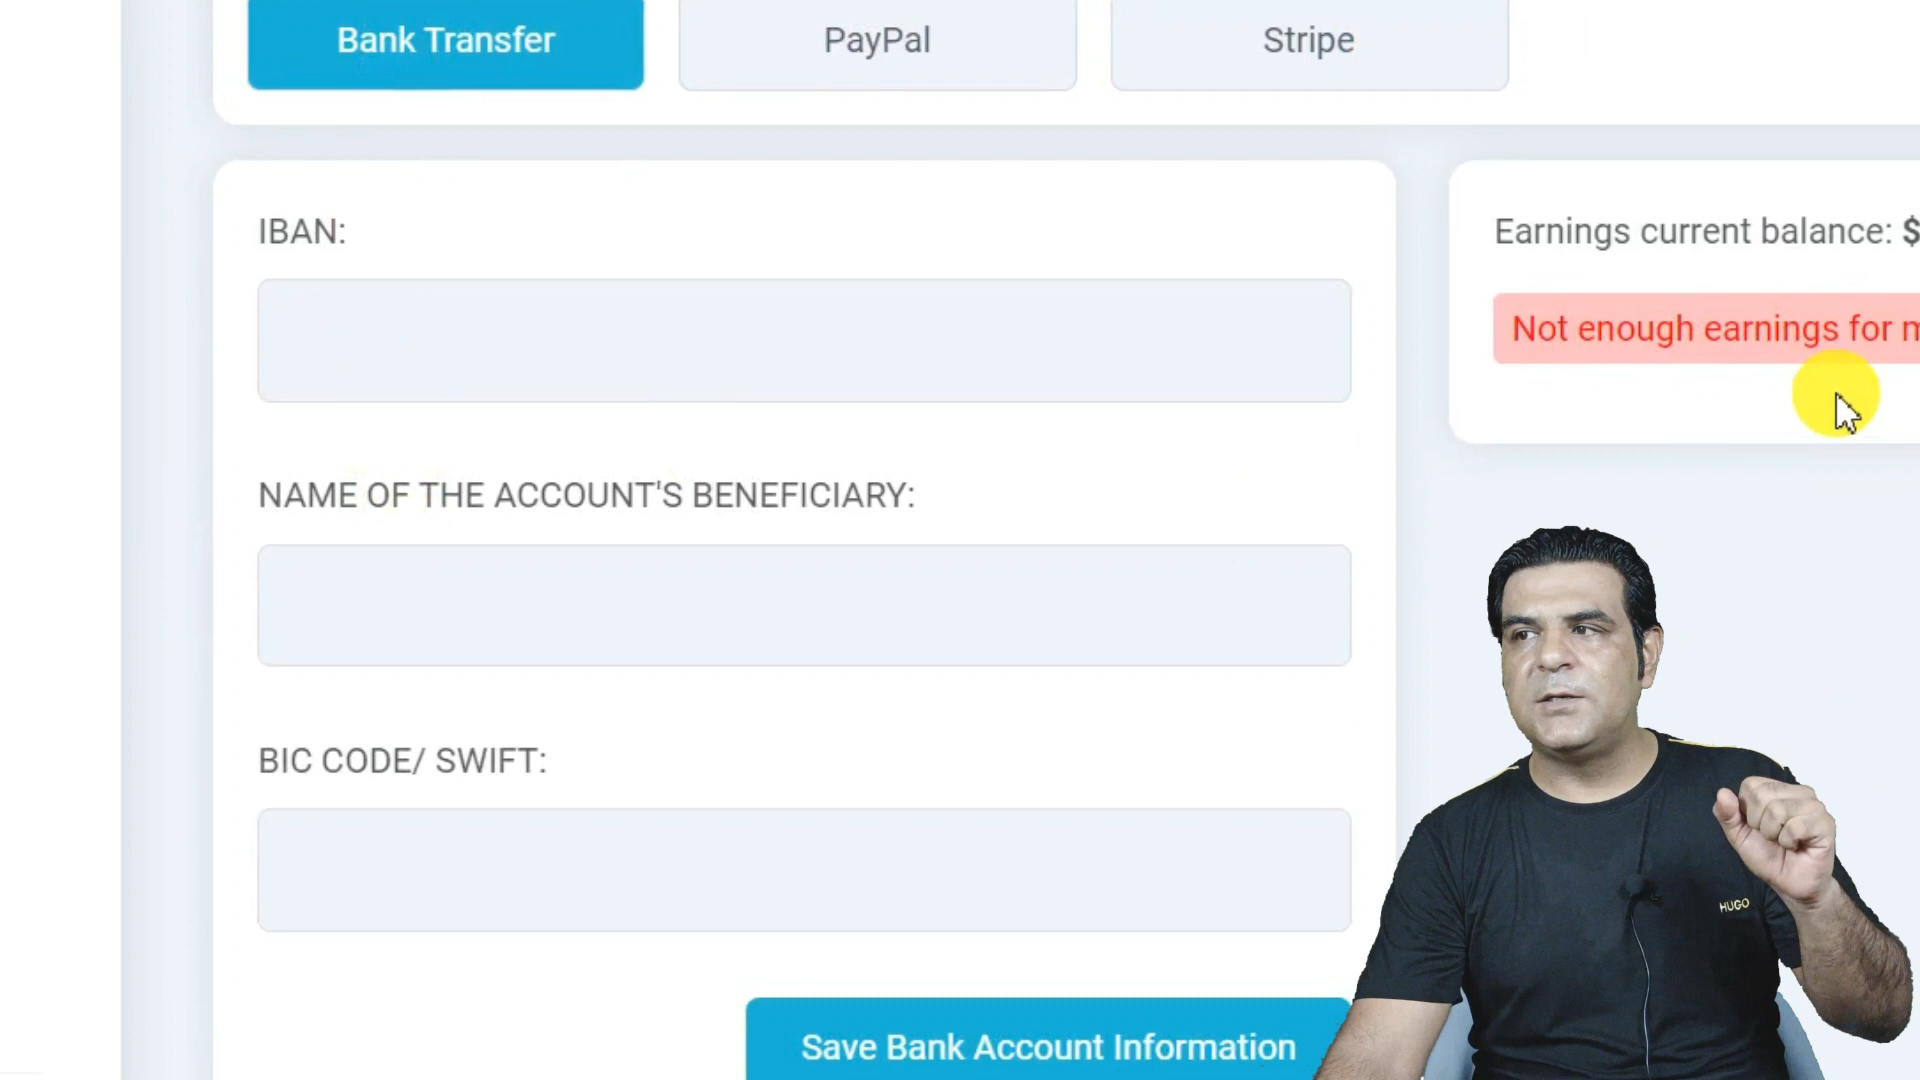 Bank Transfer
PayPal
Stripe
IBAN:
Earnings current balance: $
Not enough earnings for
NAME OF THE ACCOUNT'S BENEFICIARY:
BIC CODE/ SWIFT:
HUGO
Save Bank Account Information